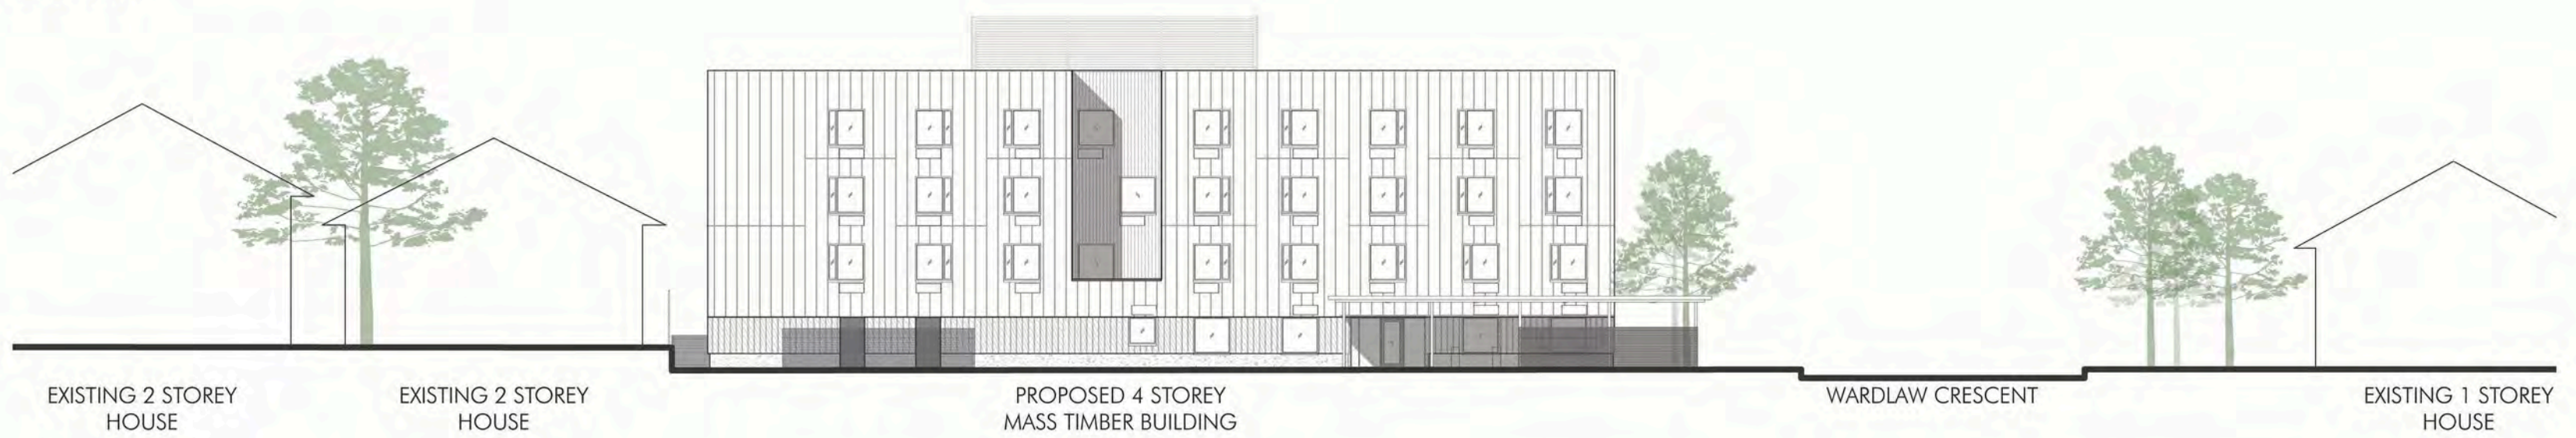 EXISTING 2 STOREY
HOUSE
EXISTING 2 STOREY
HOUSE
PROPOSED 4 STOREY
MASS TIMBER BUILDING
WARDLAW CRESCENT
EXISTING 1 STOREY
HOUSE